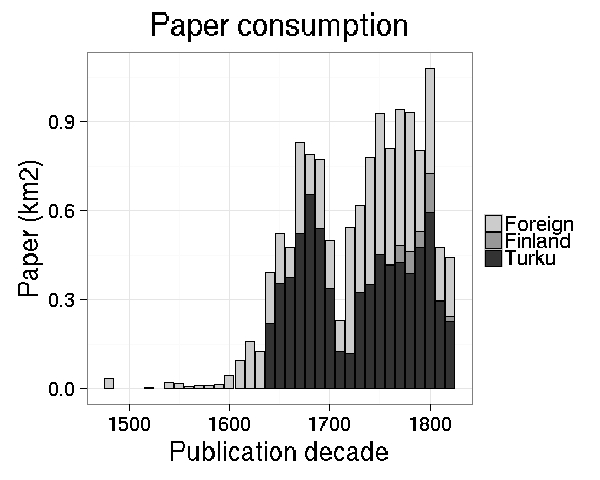 Paper consumption
Paper (km2)
0.9
0.6
0.3
0.0
1500 1600 1700 1800
Publication decade
Foreign
Finland
Turku